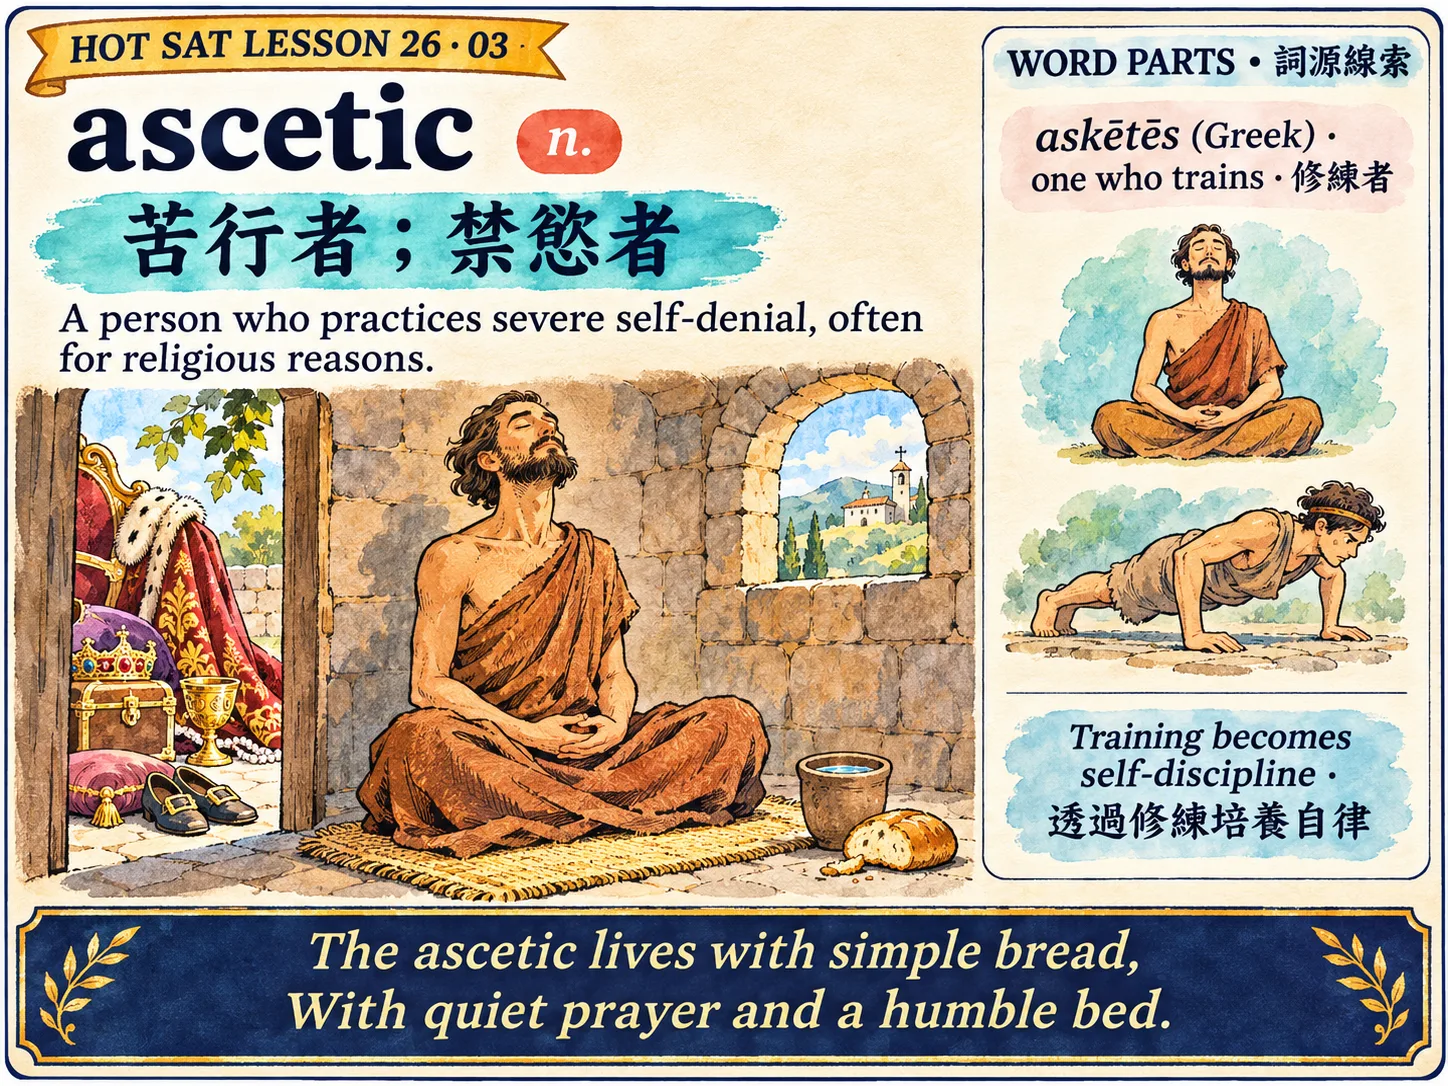 HOT SAT LESSON 26 · 03 ·
ascetic n.
苦行者；禁慾者
A person who practices severe self-denial, often
for religious reasons.
WORD PARTS • 詞源線索
askētēs (Greek) ·
one who trains · 修練者
Training becomes
self-discipline ·
透過修練培養自律
The ascetic lives with simple bread,
With quiet prayer and a humble bed.